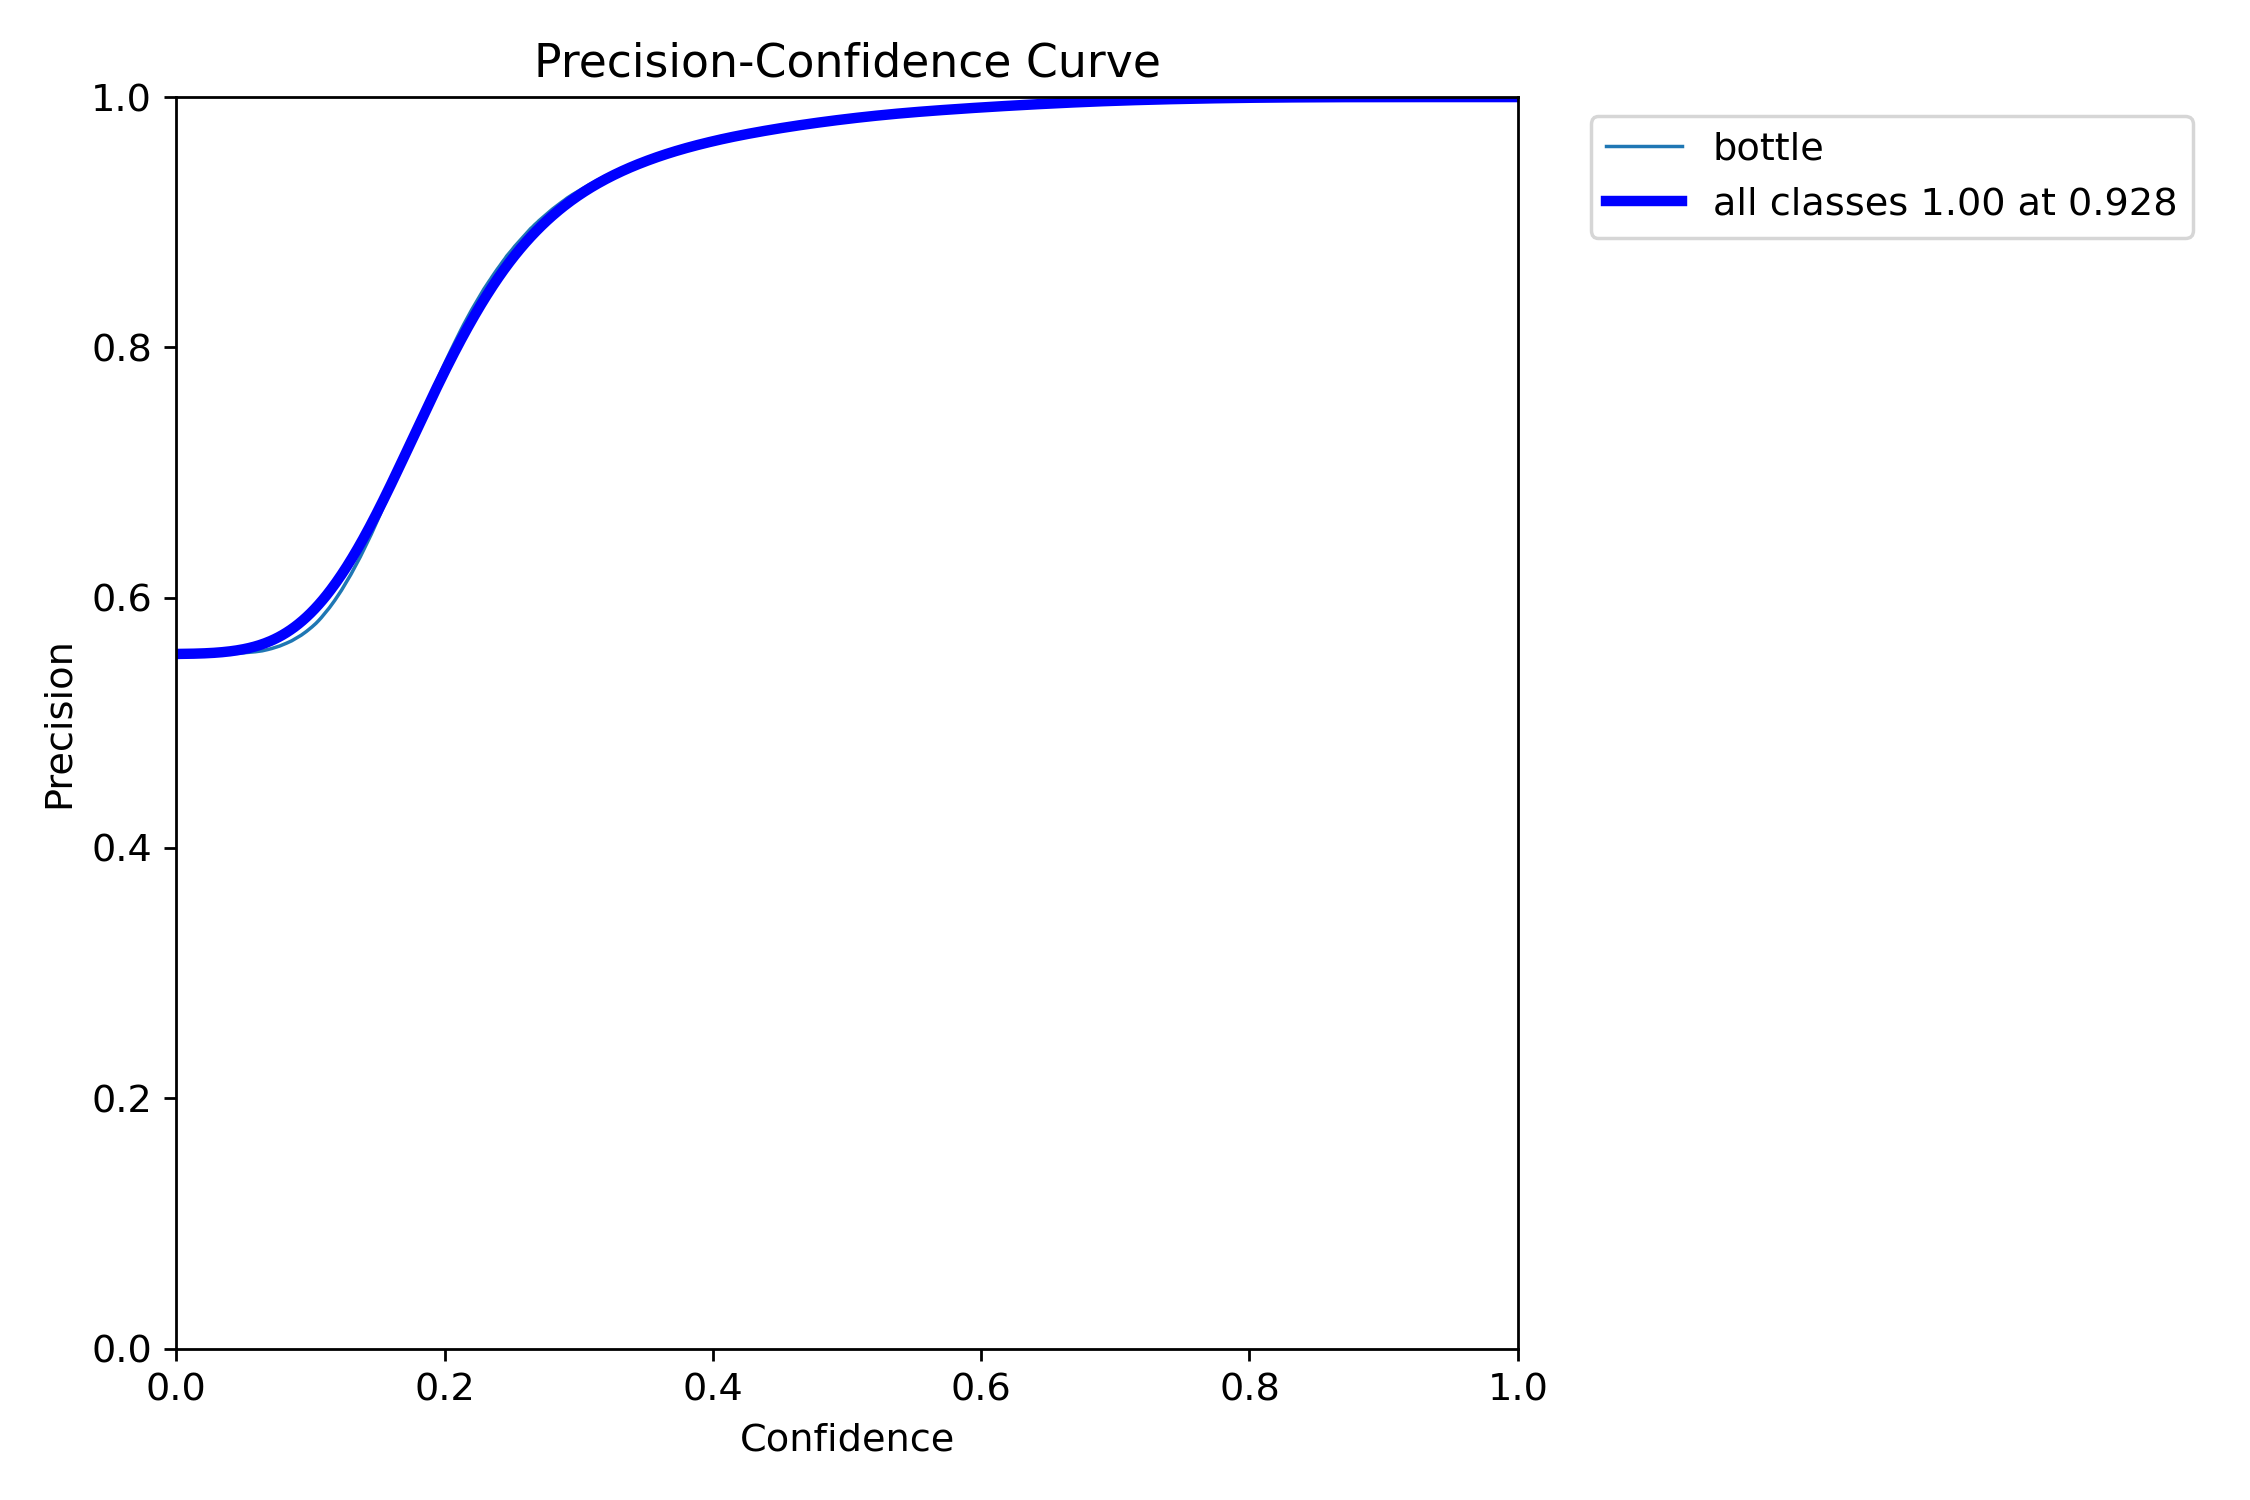 Precision-Confidence Curve
1.0
0.8
0.6
0.4
0.2
0.0
Precision
0.0 0.2 0.4 0.6 0.8 1.0
Confidence
bottle
all classes 1.00 at 0.928